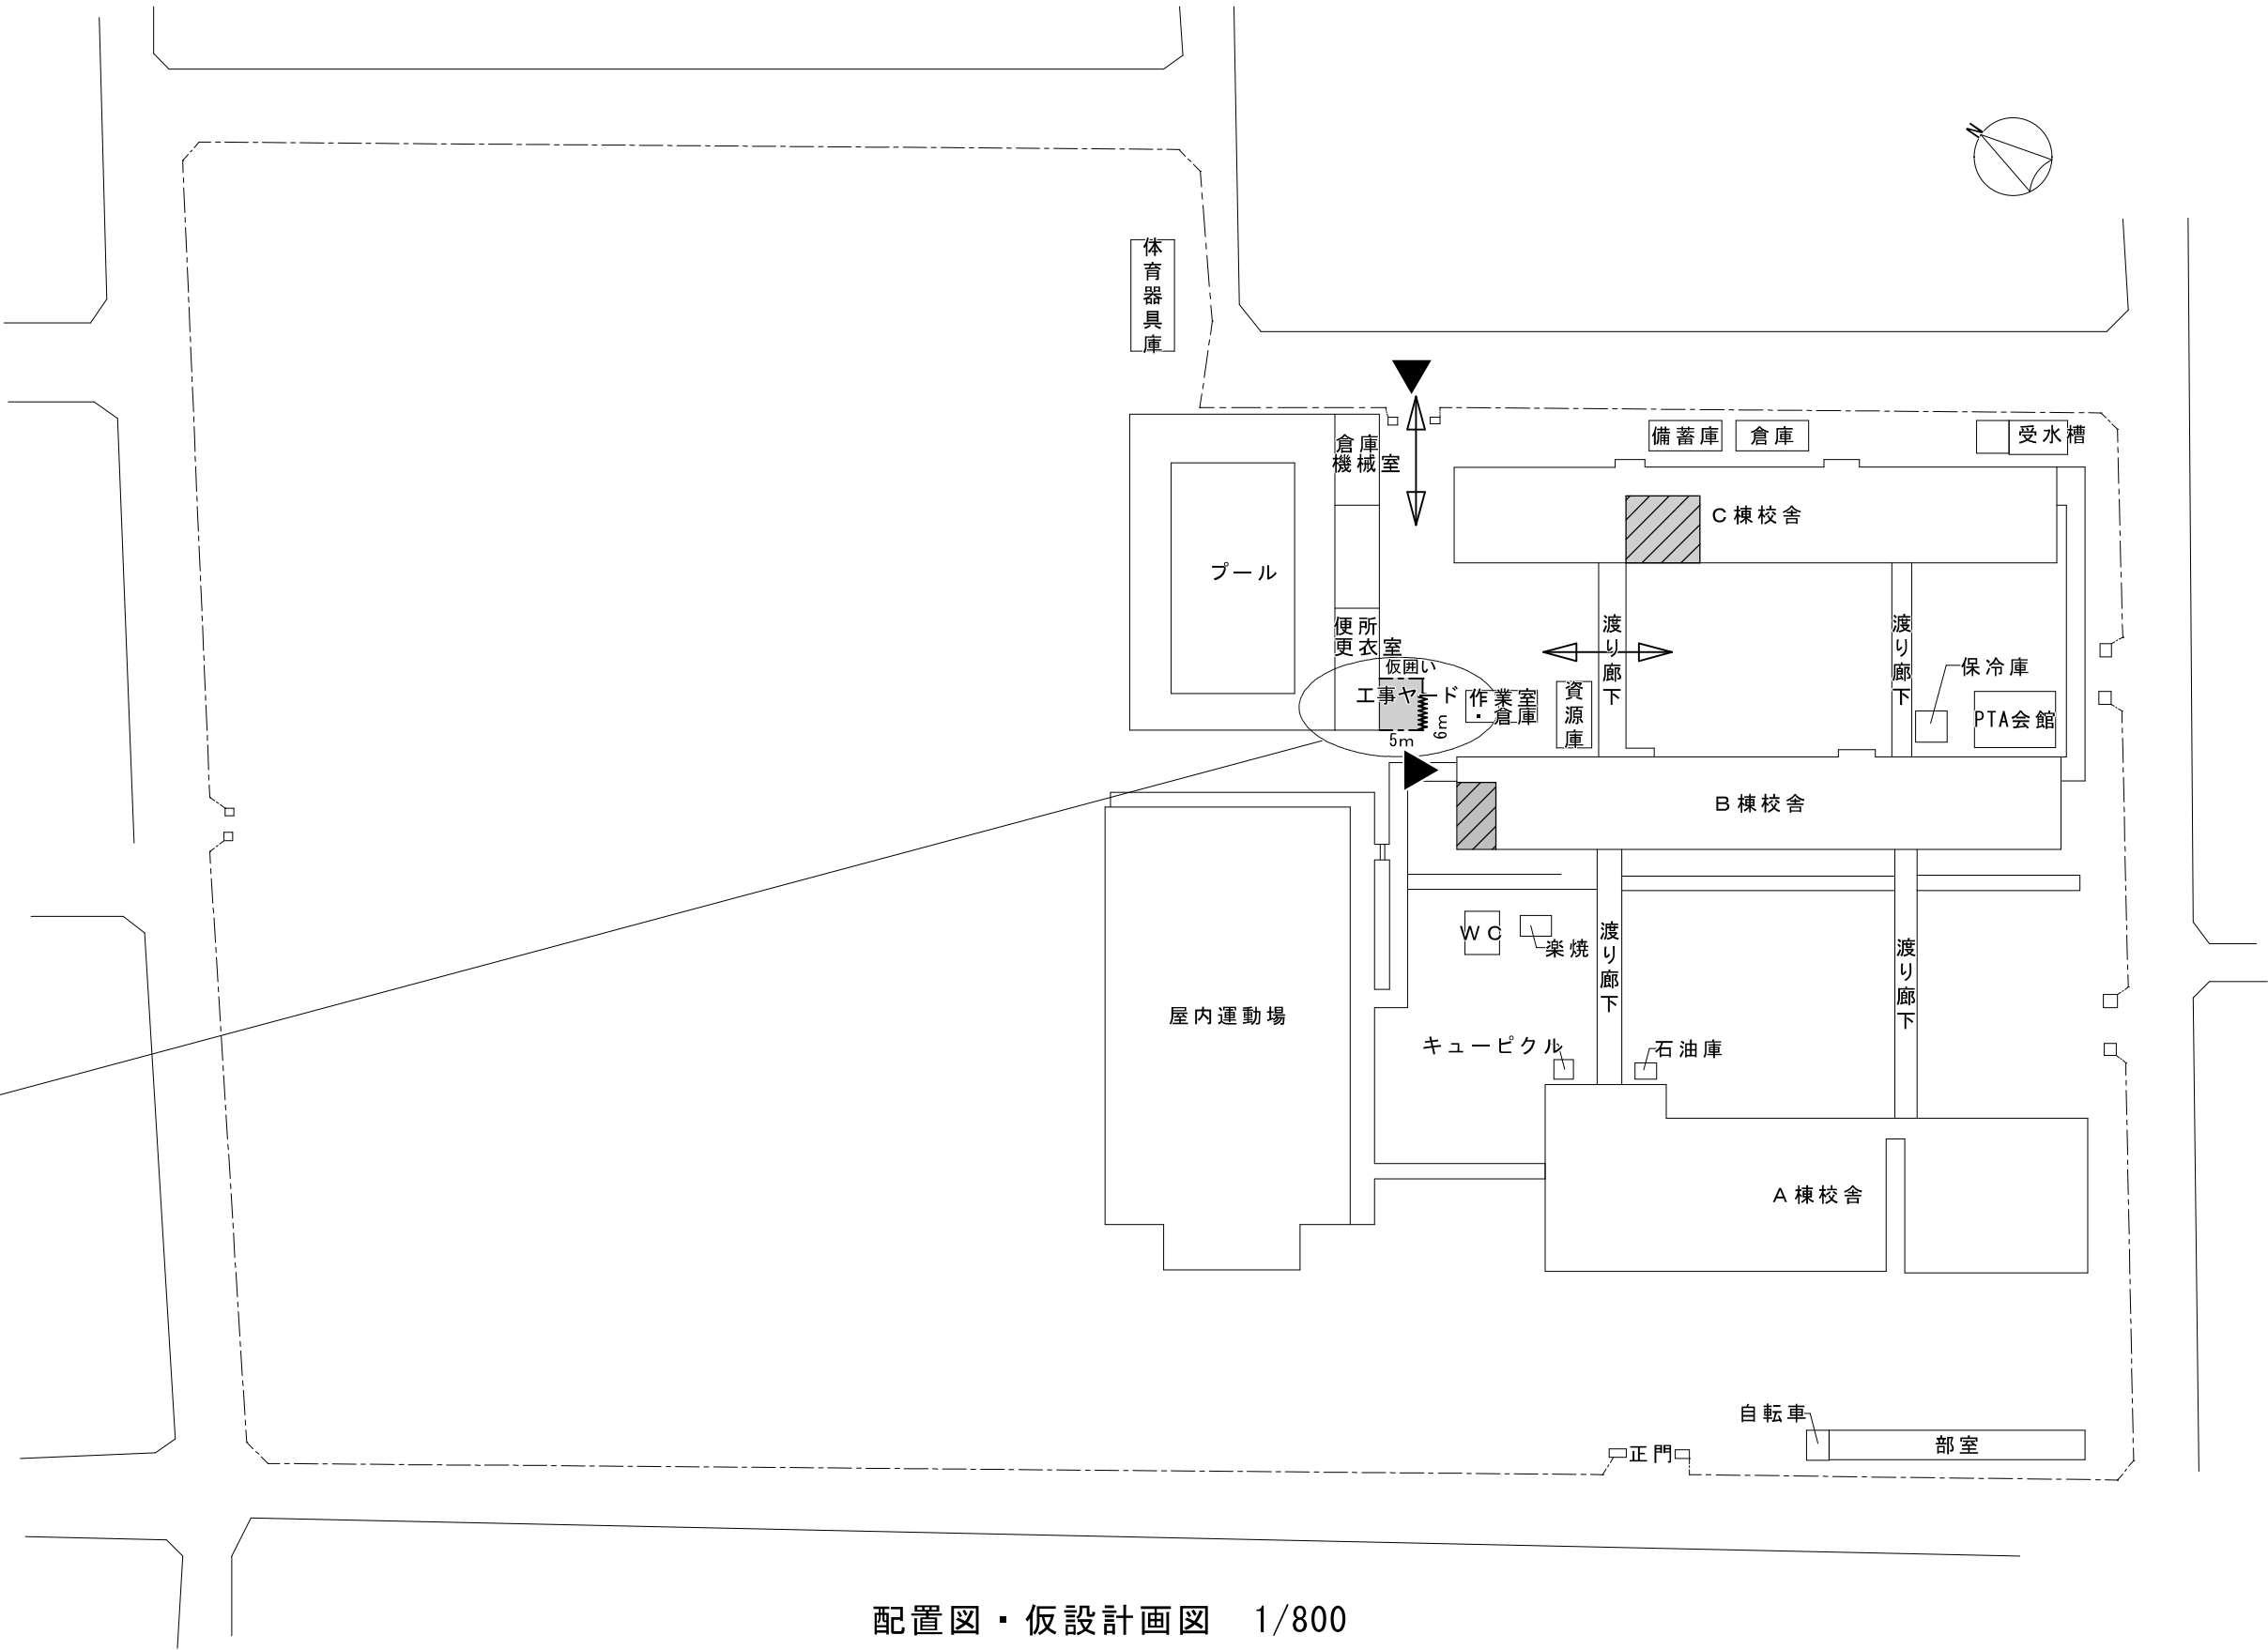 N
体育器具庫
倉庫
機械室
備蓄庫
倉庫
受水槽
C棟校舎
プール
便所
更衣室
渡り廊下
渡り廊下
仮囲い
工事ヤード
作業室
・倉庫
資源庫
保冷庫
PTA会館
6m
5m
B棟校舎
WC
楽焼
渡り廊下
渡り廊下
屋内運動場
キュービクル
石油庫
A棟校舎
自転車
部室
正門
配置図・仮設計画図 1/800